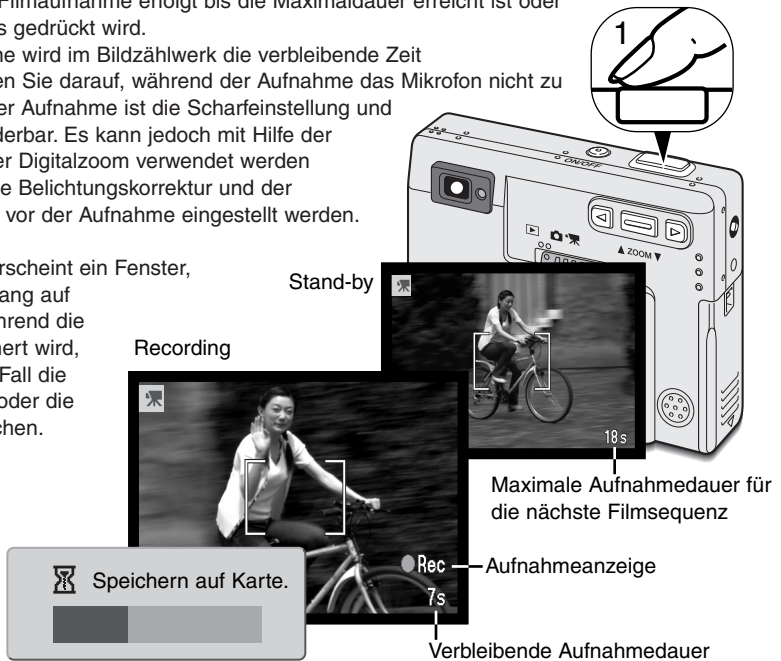 Filmaufnahme erfolgt bis die Maximaldauer erreicht ist oder
s gedrückt wird.
ne wird im Bildzählwerk die verbleibende Zeit
en Sie darauf, während der Aufnahme das Mikrofon nicht zu
er Aufnahme ist die Scharfeinstellung und
derbar. Es kann jedoch mit Hilfe der
er Digitalzoom verwendet werden
e Belichtungskorrektur und der
vor der Aufnahme eingestellt werden.
rscheint ein Fenster,
ang auf
hrend die
nert wird,
Fall die
oder die
chen.
1
ON/OFF
▲ ZOOM ▼
Stand-by
18s
Recording
Rec
7s
Maximale Aufnahmedauer für
die nächste Filmsequenz
Aufnahmeanzeige
Speichern auf Karte.
Verbleibende Aufnahmedauer